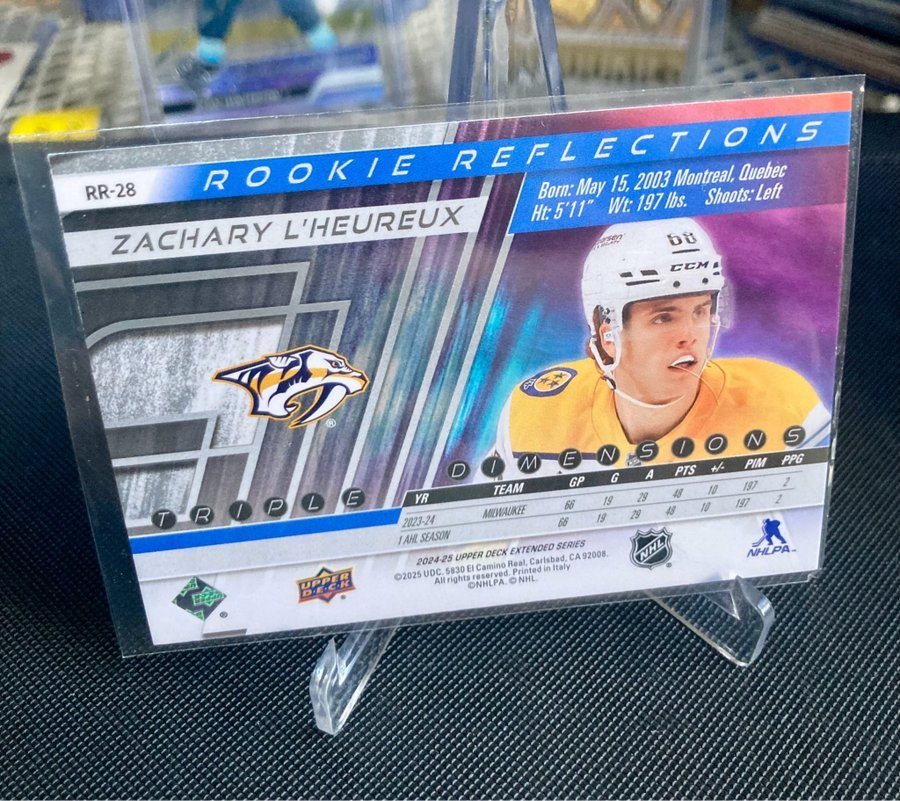 RR-28
ROOKIE REFLECTIONS
ZACHARY L'HEUREUX
Born: May 15, 2003 Montreal, Quebec
Ht: 5'11" Wt: 197 lbs. Shoots: Left
68
CCM
TRIPLE DIMENSIONS
YR TEAM GP G A PTS +/- PIM PPG
2023-24 MILWAUKEE 66 19 29 48 10 197 2
1 AHL SEASON 66 19 29 48 10 197 2
2024-25 UPPER DECK EXTENDED SERIES
©2025 UDC. 5830 El Camino Real, Carlsbad, CA 92008.
All rights reserved. Printed in Italy
©NHLPA. © NHL.
UPPER DECK
NHL
NHLPA